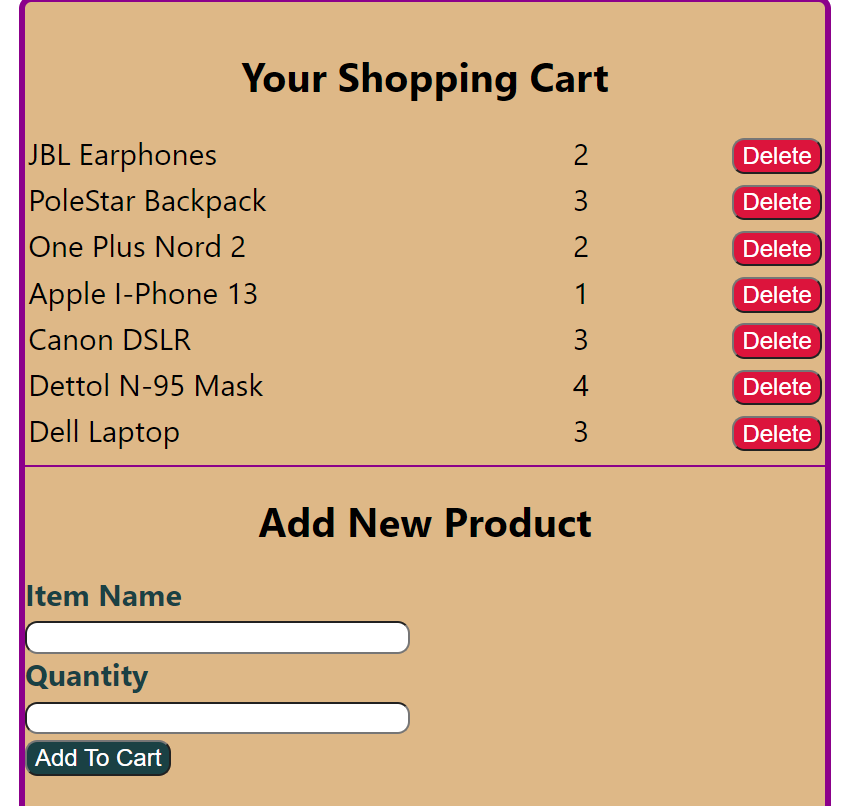 Your Shopping Cart
JBL Earphones 2 Delete
PoleStar Backpack 3 Delete
One Plus Nord 2 2 Delete
Apple I-Phone 13 1 Delete
Canon DSLR 3 Delete
Dettol N-95 Mask 4 Delete
Dell Laptop 3 Delete
Add New Product
Item Name
Quantity
Add To Cart